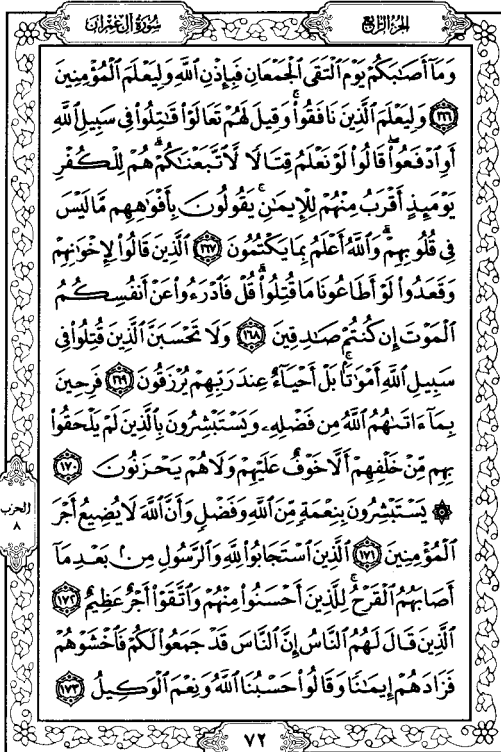 الجزء الرابع
سورة آل عمران
وَمَآ أَصَٰبَكُمْ يَوْمَ ٱلْتَقَى ٱلْجَمْعَانِ فَبِإِذْنِ ٱللَّهِ وَلِيَعْلَمَ ٱلْمُؤْمِنِينَ
١٦٦ وَلِيَعْلَمَ ٱلَّذِينَ نَافَقُوا۟ۚ وَقِيلَ لَهُمْ تَعَالَوْا۟ قَٰتِلُوا۟ فِى سَبِيلِ ٱللَّهِ
أَوِ ٱدْفَعُوا۟ۖ قَالُوا۟ لَوْ نَعْلَمُ قِتَالًا لَّٱتَّبَعْنَٰكُمْۗ هُمْ لِلْكُفْرِ
يَوْمَئِذٍ أَقْرَبُ مِنْهُمْ لِلْإِيمَٰنِۚ يَقُولُونَ بِأَفْوَٰهِهِم مَّا لَيْسَ
فِى قُلُوبِهِمْۗ وَٱللَّهُ أَعْلَمُ بِمَا يَكْتُمُونَ ١٦٧ ٱلَّذِينَ قَالُوا۟ لِإِخْوَٰنِهِمْ
وَقَعَدُوا۟ لَوْ أَطَاعُونَا مَا قُتِلُوا۟ۗ قُلْ فَٱدْرَءُوا۟ عَنْ أَنفُسِكُمُ
ٱلْمَوْتَ إِن كُنتُمْ صَٰدِقِينَ ١٦٨ وَلَا تَحْسَبَنَّ ٱلَّذِينَ قُتِلُوا۟ فِى
سَبِيلِ ٱللَّهِ أَمْوَٰتًۢاۚ بَلْ أَحْيَآءٌ عِندَ رَبِّهِمْ يُرْزَقُونَ ١٦٩ فَرِحِينَ
بِمَآ ءَاتَىٰهُمُ ٱللَّهُ مِن فَضْلِهِۦ وَيَسْتَبْشِرُونَ بِٱلَّذِينَ لَمْ يَلْحَقُوا۟
بِهِم مِّنْ خَلْفِهِمْ أَلَّا خَوْفٌ عَلَيْهِمْ وَلَا هُمْ يَحْزَنُونَ ١٧٠
۞ يَسْتَبْشِرُونَ بِنِعْمَةٍ مِّنَ ٱللَّهِ وَفَضْلٍ وَأَنَّ ٱللَّهَ لَا يُضِيعُ أَجْرَ
ٱلْمُؤْمِنِينَ ١٧١ ٱلَّذِينَ ٱسْتَجَابُوا۟ لِلَّهِ وَٱلرَّسُولِ مِنۢ بَعْدِ مَآ
أَصَابَهُمُ ٱلْقَرْحُۚ لِلَّذِينَ أَحْسَنُوا۟ مِنْهُمْ وَٱتَّقَوْا۟ أَجْرٌ عَظِيمٌ ١٧٢
ٱلَّذِينَ قَالَ لَهُمُ ٱلنَّاسُ إِنَّ ٱلنَّاسَ قَدْ جَمَعُوا۟ لَكُمْ فَٱخْشَوْهُمْ
فَزَادَهُمْ إِيمَٰنًا وَقَالُوا۟ حَسْبُنَا ٱللَّهُ وَنِعْمَ ٱلْوَكِيلُ ١٧٣
الحزب
٨
٧٢